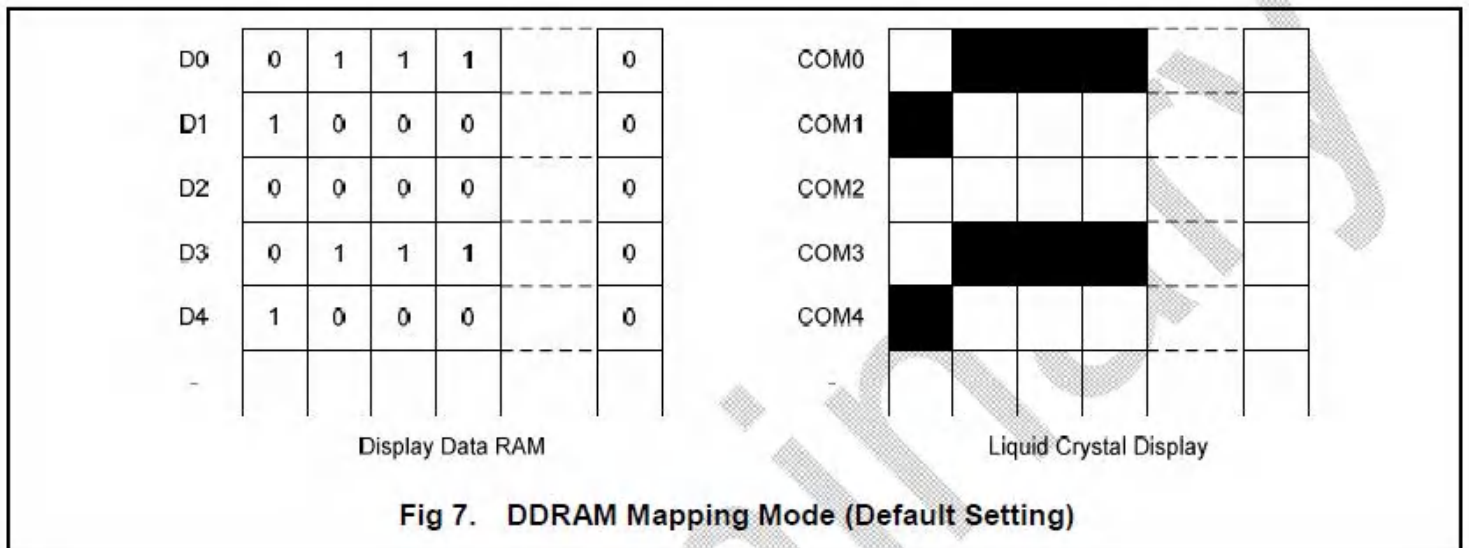 D0 0 1 1 1 0 COM0
D1 1 0 0 0 0 COM1
D2 0 0 0 0 0 COM2
D3 0 1 1 1 0 COM3
D4 1 0 0 0 0 COM4
- -
Display Data RAM Liquid Crystal Display
Fig 7. DDRAM Mapping Mode (Default Setting)